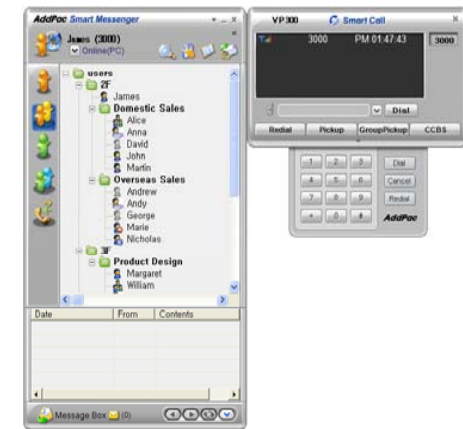 AddPac Smart Messenger
James (3000)
Online(PC)
users
2F
James
Domestic Sales
Alice
Anna
David
John
Martin
Overseas Sales
Andrew
Andy
George
Marie
Nicholas
3F
Product Design
Margaret
William
Date From Contents
Message Box (0)
VP300 Smart Call
3000 PM 01:47:43 3000
Dial
Redial Pickup GroupPickup CCBS
1 2 3 Dial
4 5 6 Cancel
7 8 9 Redial
* 0 # AddPac